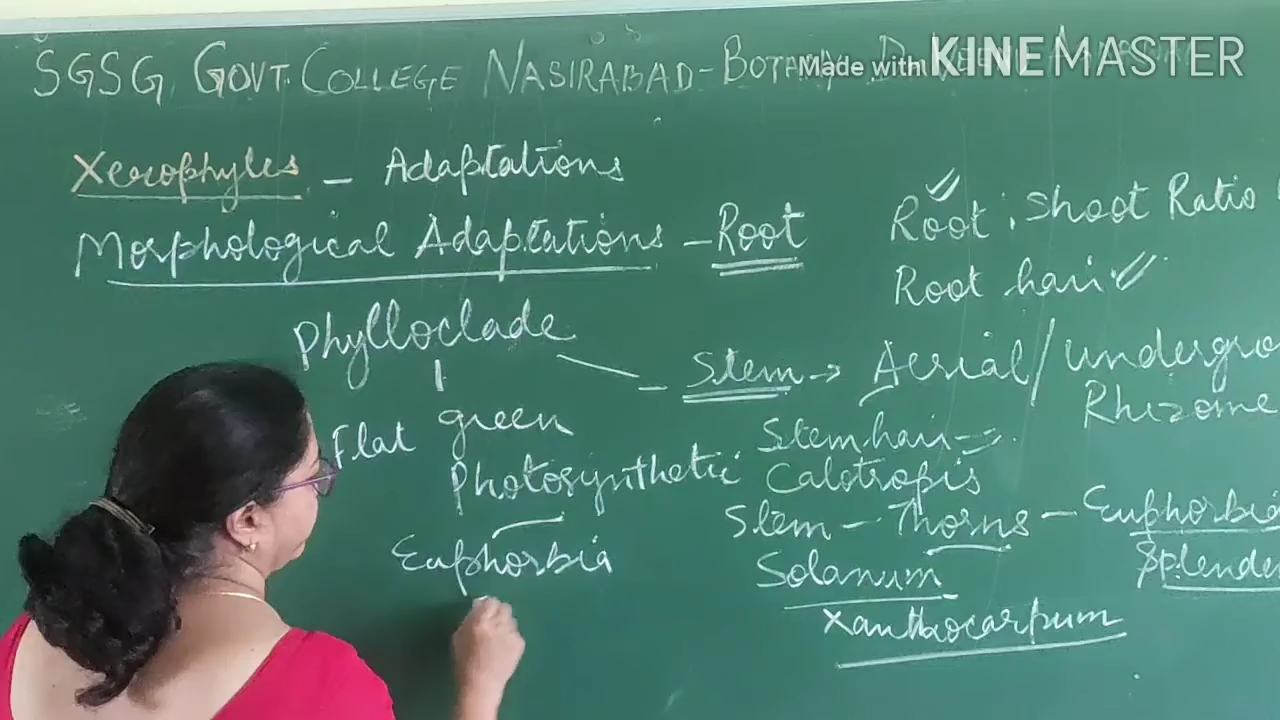 SGSG GOVT. COLLEGE NASIRABAD - BOTANY
Made with KINEMASTER
Xerophytes - Adaptations
Morphological Adaptations - Root
Root : Shoot Ratio
Root hair
Phylloclade
Stem → Aerial / undergro
Rhizome
Flat green
Stem hair
Photosynthetic
Calotropis
Stem - Thorns - Euphorbia
Splende
Euphorbia
Solanum
Xanthocarpum